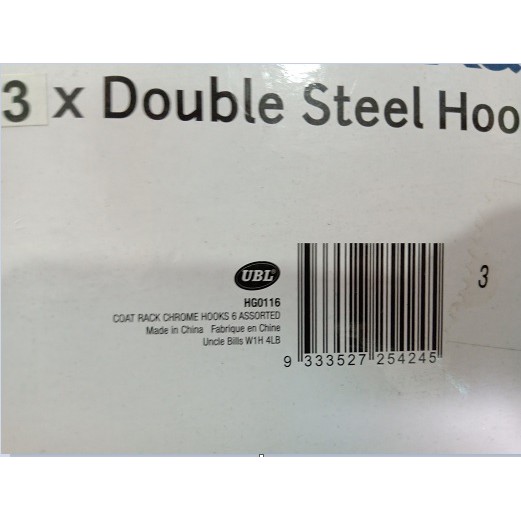 3 x Double Steel Hoo
UBL
HG0116
COAT RACK CHROME HOOKS 6 ASSORTED
Made in China Fabrique en Chine
Uncle Bills W1H 4LB
3
9 333527 254245